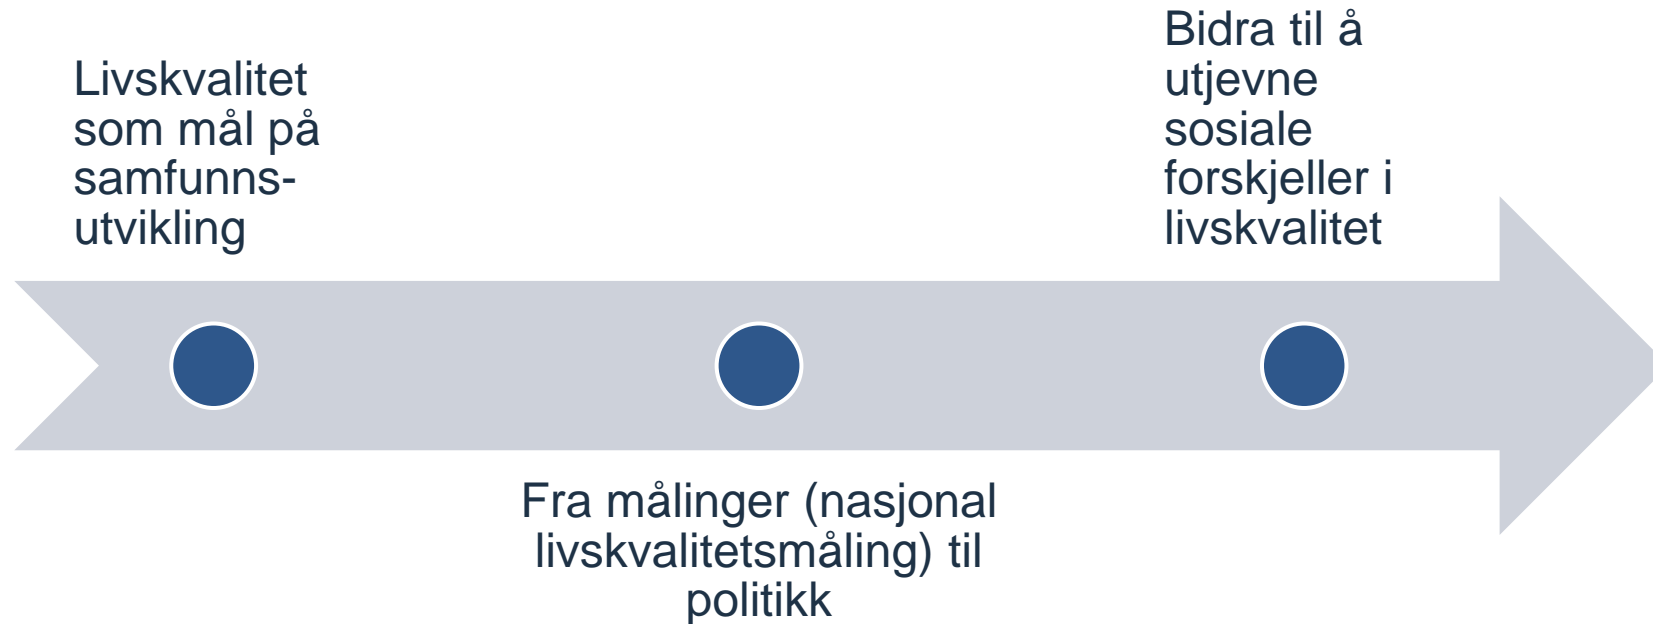 Livskvalitet
som mål på
samfunns-
utvikling
Fra målinger (nasjonal
livskvalitetsmåling) til
politikk
Bidra til å
utjevne
sosiale
forskjeller i
livskvalitet